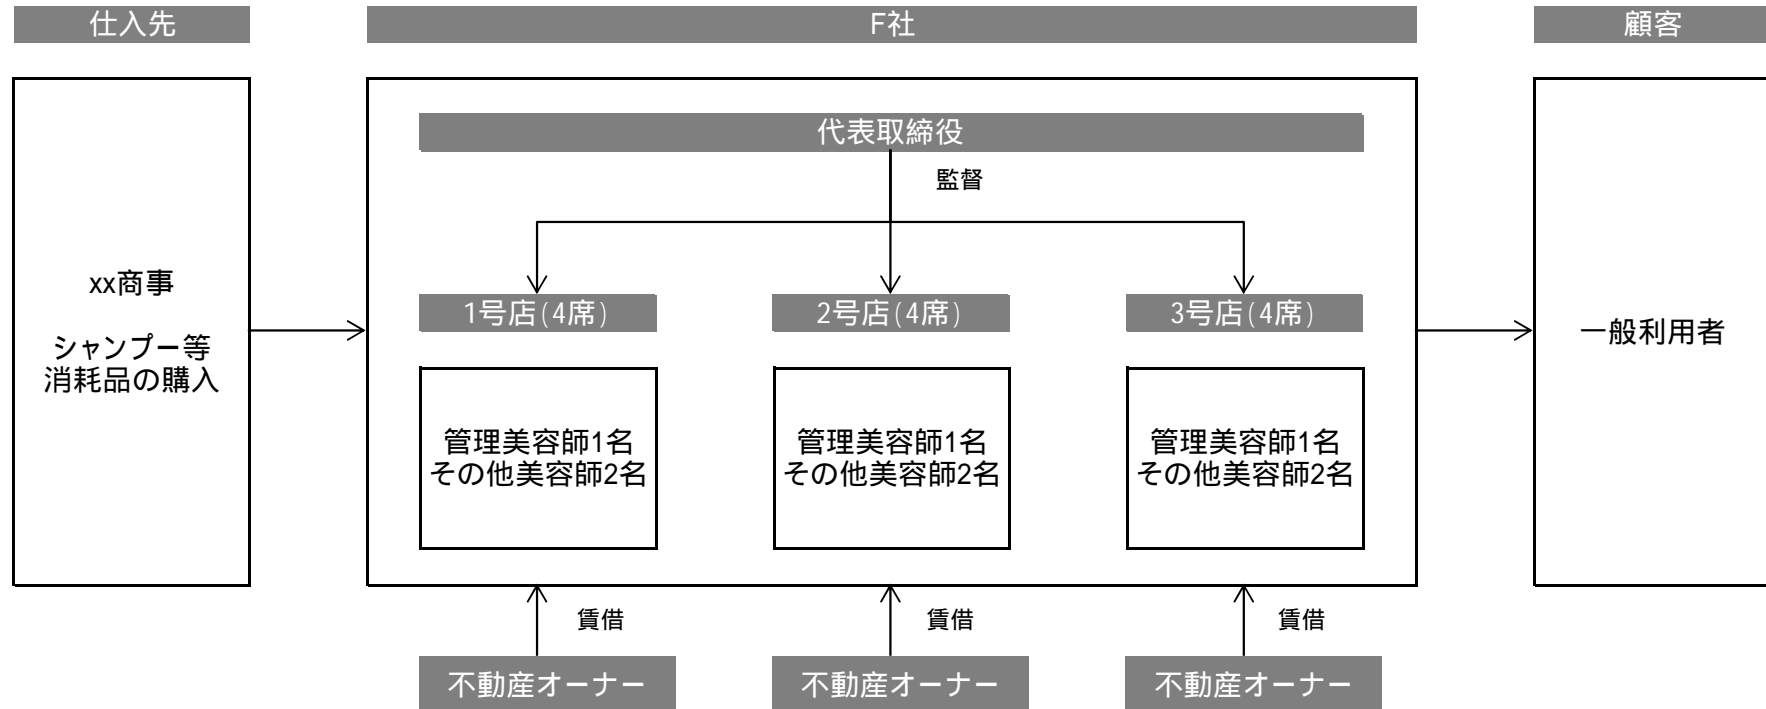 仕入先
F社
顧客
代表取締役
監督
xx商事
シャンプー等
消耗品の購入
1号店(4席)
2号店(4席)
3号店(4席)
管理美容師1名
その他美容師2名
管理美容師1名
その他美容師2名
管理美容師1名
その他美容師2名
一般利用者
賃借
賃借
賃借
不動産オーナー
不動産オーナー
不動産オーナー